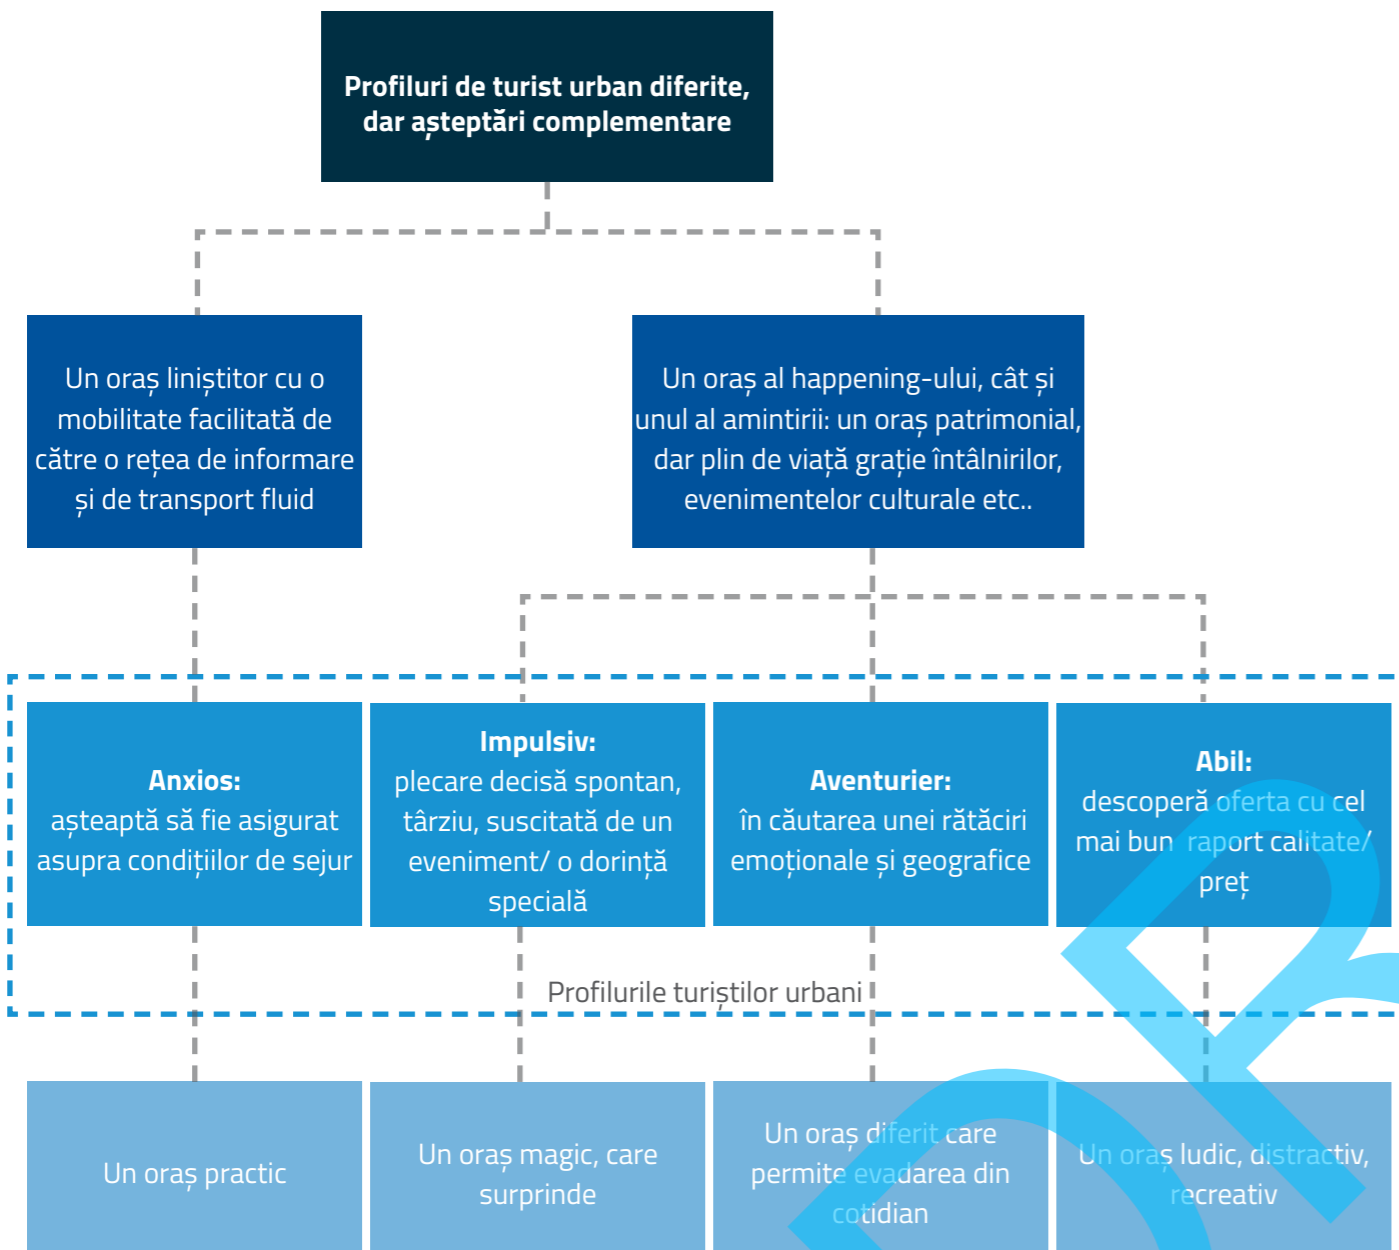 Profiluri de turist urban diferite,
dar așteptări complementare
Un oraș liniștitor cu o
mobilitate facilitată de
către o rețea de informare
și de transport fluid
Un oraș al happening-ului, cât și
unul al amintirii: un oraș patrimonial,
dar plin de viață grație întâlnirilor,
evenimentelor culturale etc..
Anxios:
așteaptă să fie asigurat
asupra condițiilor de sejur
Impulsiv:
plecare decisă spontan,
târziu, suscitată de un
eveniment/ o dorință
specială
Aventurier:
în căutarea unei rătăciri
emoționale și geografice
Abil:
descoperă oferta cu cel
mai bun raport calitate/
preț
Profilurile turiștilor urbani
Un oraș practic
Un oraș magic, care
surprinde
Un oraș diferit care
permite evadarea din
cotidian
Un oraș ludic, distractiv,
recreativ